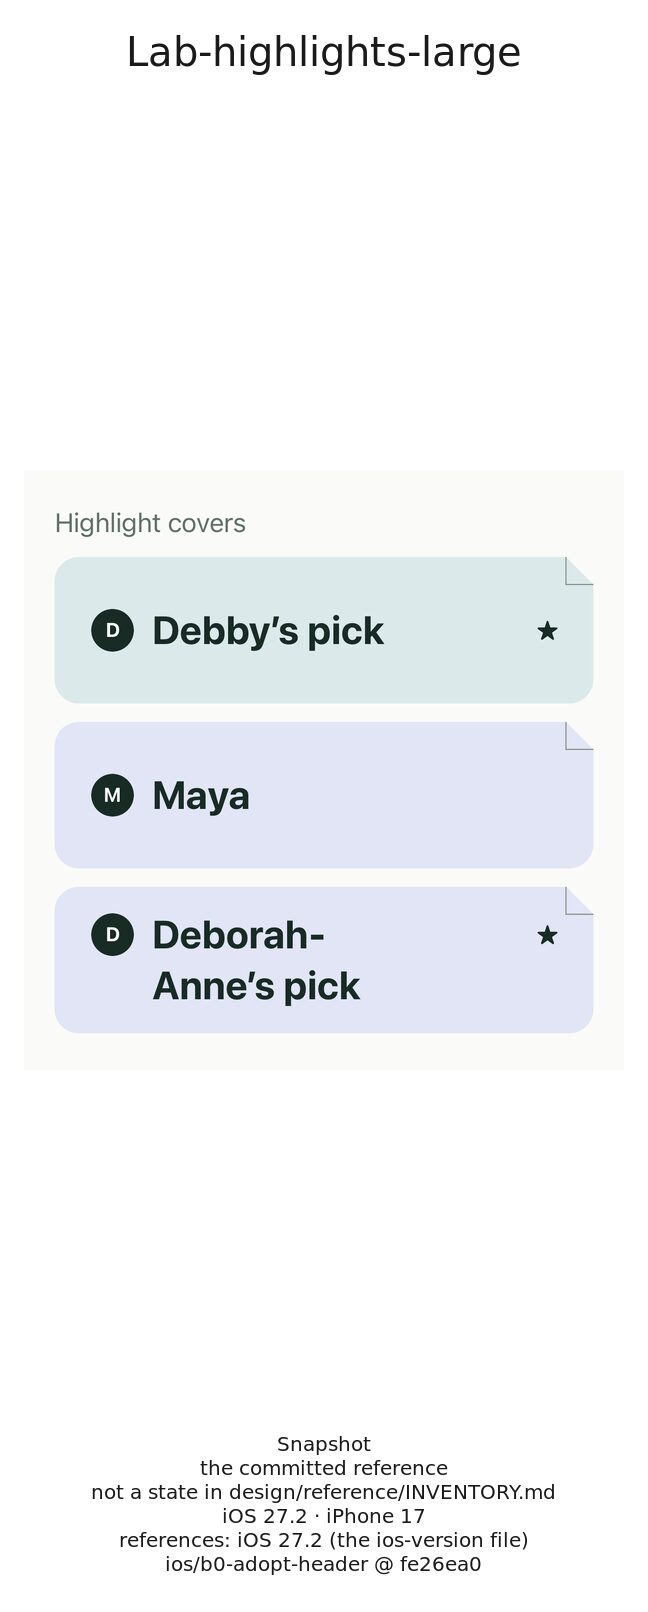 Lab-highlights-large
Highlight covers
D Debby’s pick ★
M Maya
D Deborah- ★
Anne’s pick
Snapshot
the committed reference
not a state in design/reference/INVENTORY.md
iOS 27.2 · iPhone 17
references: iOS 27.2 (the ios-version file)
ios/b0-adopt-header @ fe26ea0